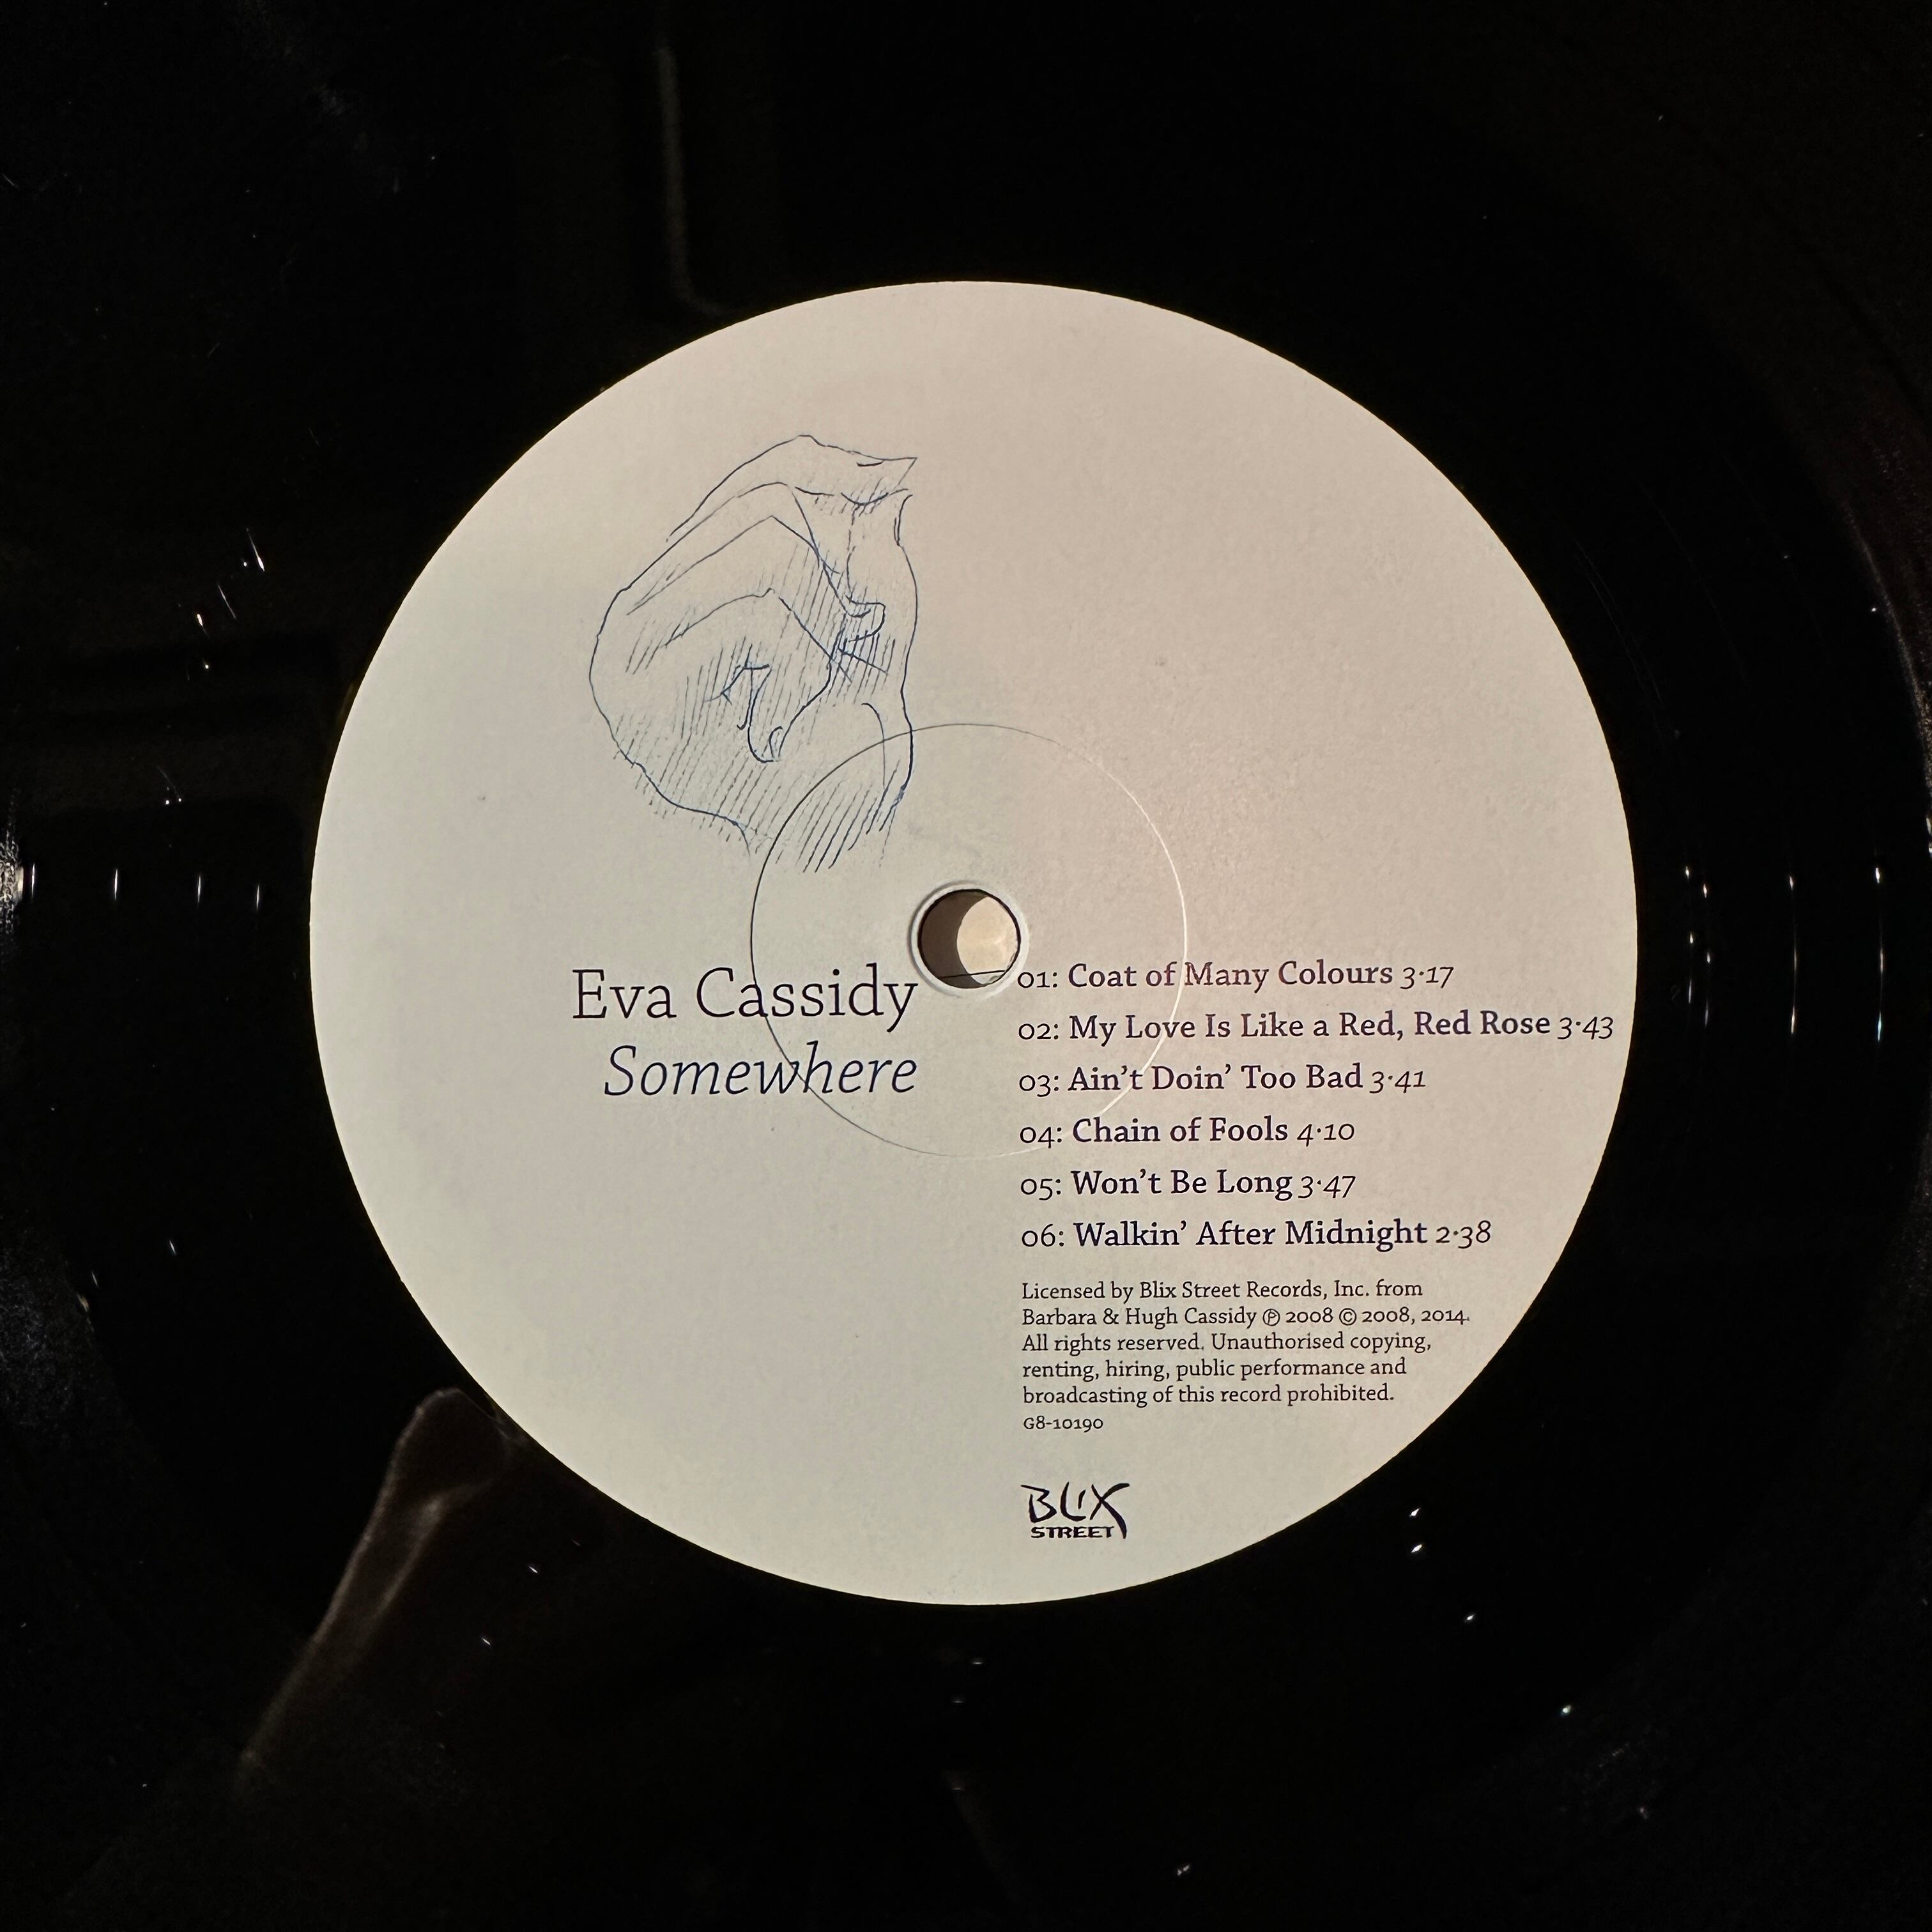 Eva Cassidy
Somewhere
01: Coat of Many Colours 3·17
02: My Love Is Like a Red, Red Rose 3·43
03: Ain’t Doin’ Too Bad 3·41
04: Chain of Fools 4·10
05: Won’t Be Long 3·47
06: Walkin’ After Midnight 2·38
Licensed by Blix Street Records, Inc. from
Barbara & Hugh Cassidy ℗ 2008 © 2008, 2014.
All rights reserved. Unauthorised copying,
renting, hiring, public performance and
broadcasting of this record prohibited.
G8-10190
BLIX
STREET